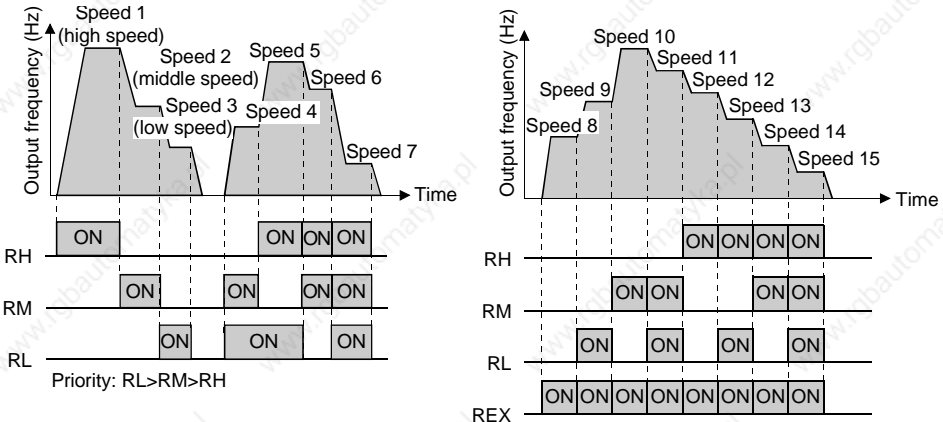 Output frequency (Hz)
Speed 1
(high speed)
Speed 2
(middle speed)
Speed 3
(low speed)
Speed 4
Speed 5
Speed 6
Speed 7
Time
RH
ON
ON
ON
ON
RM
ON
ON
ON
ON
RL
ON
ON
ON
Priority: RL>RM>RH
Output frequency (Hz)
Speed 8
Speed 9
Speed 10
Speed 11
Speed 12
Speed 13
Speed 14
Speed 15
Time
RH
ON
ON
ON
ON
RM
ON
ON
ON
ON
RL
ON
ON
ON
ON
REX
ON
ON
ON
ON
ON
ON
ON
ON
www.rgbautomatyka.pl